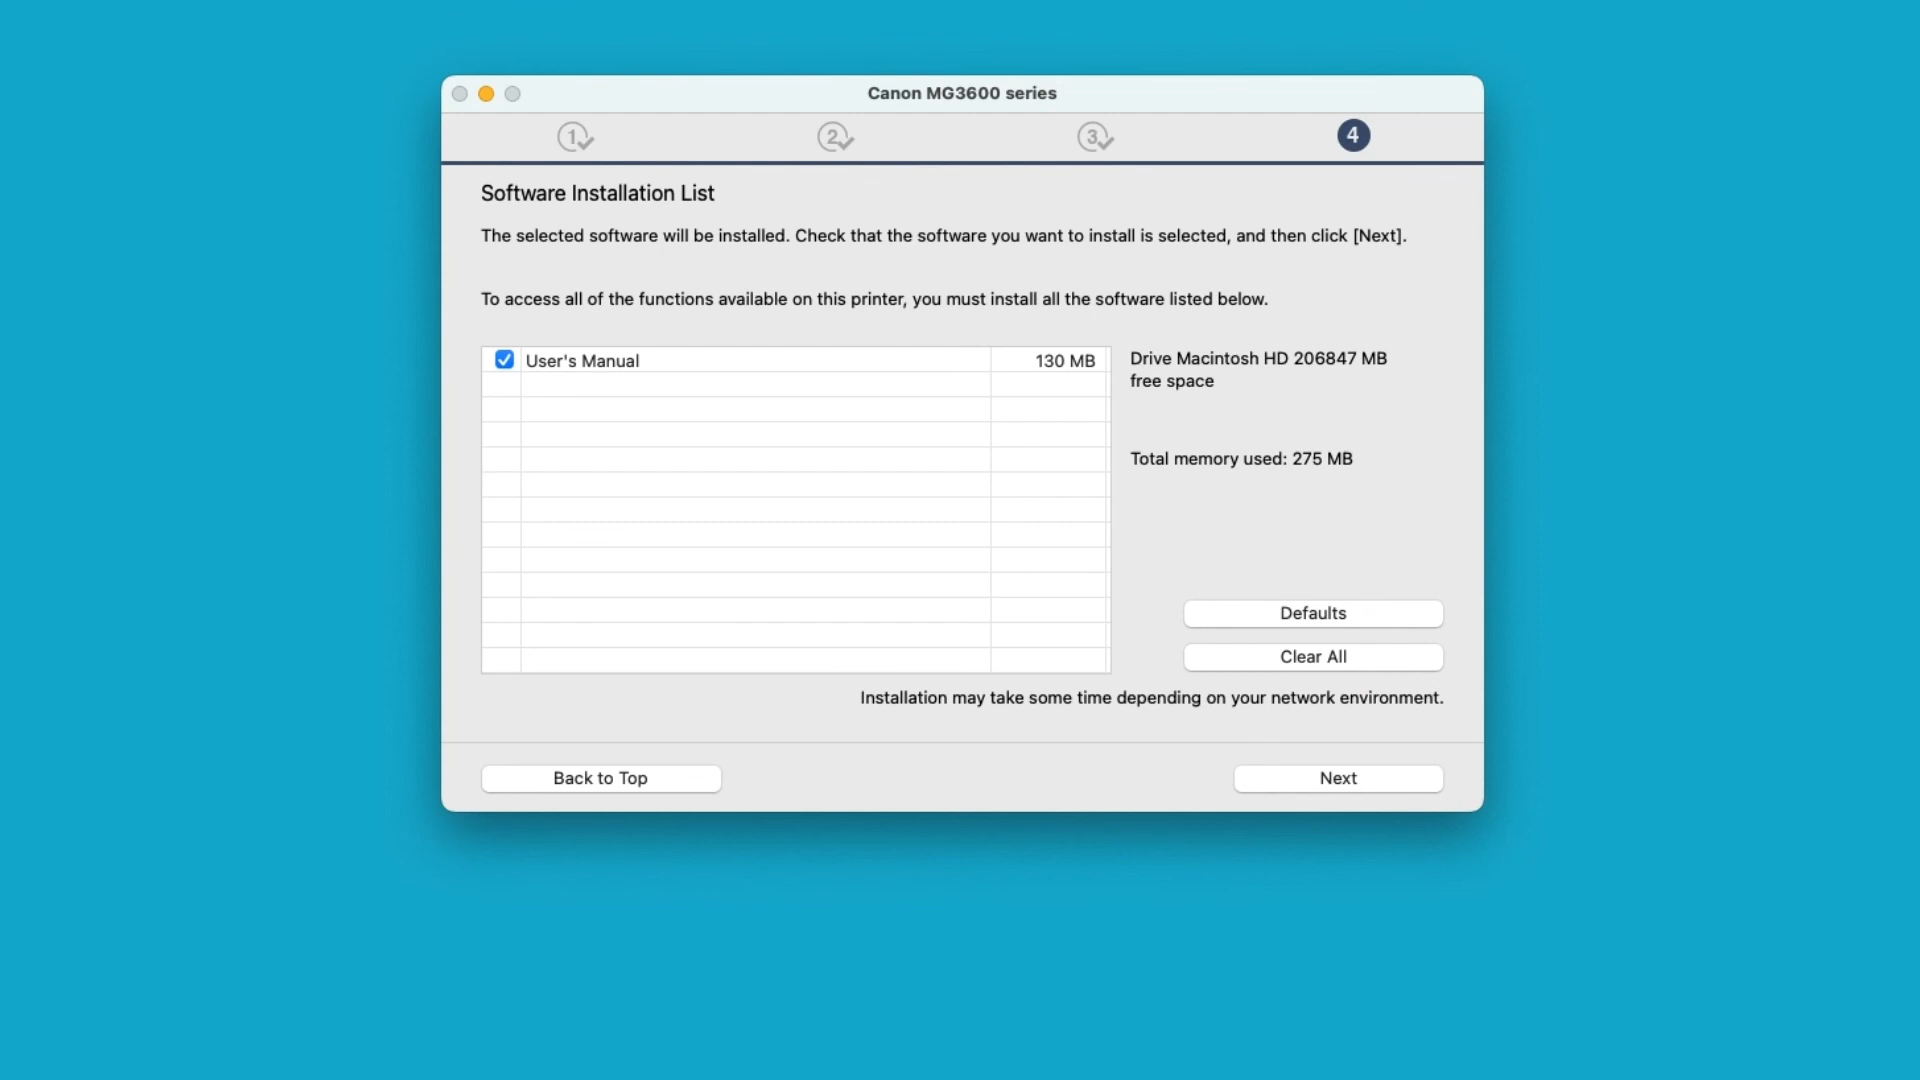 Canon MG3600 series
1
2
3
4
Software Installation List
The selected software will be installed. Check that the software you want to install is selected, and then click [Next].
To access all of the functions available on this printer, you must install all the software listed below.
User's Manual 130 MB
Drive Macintosh HD 206847 MB
free space
Total memory used: 275 MB
Defaults
Clear All
Installation may take some time depending on your network environment.
Back to Top
Next